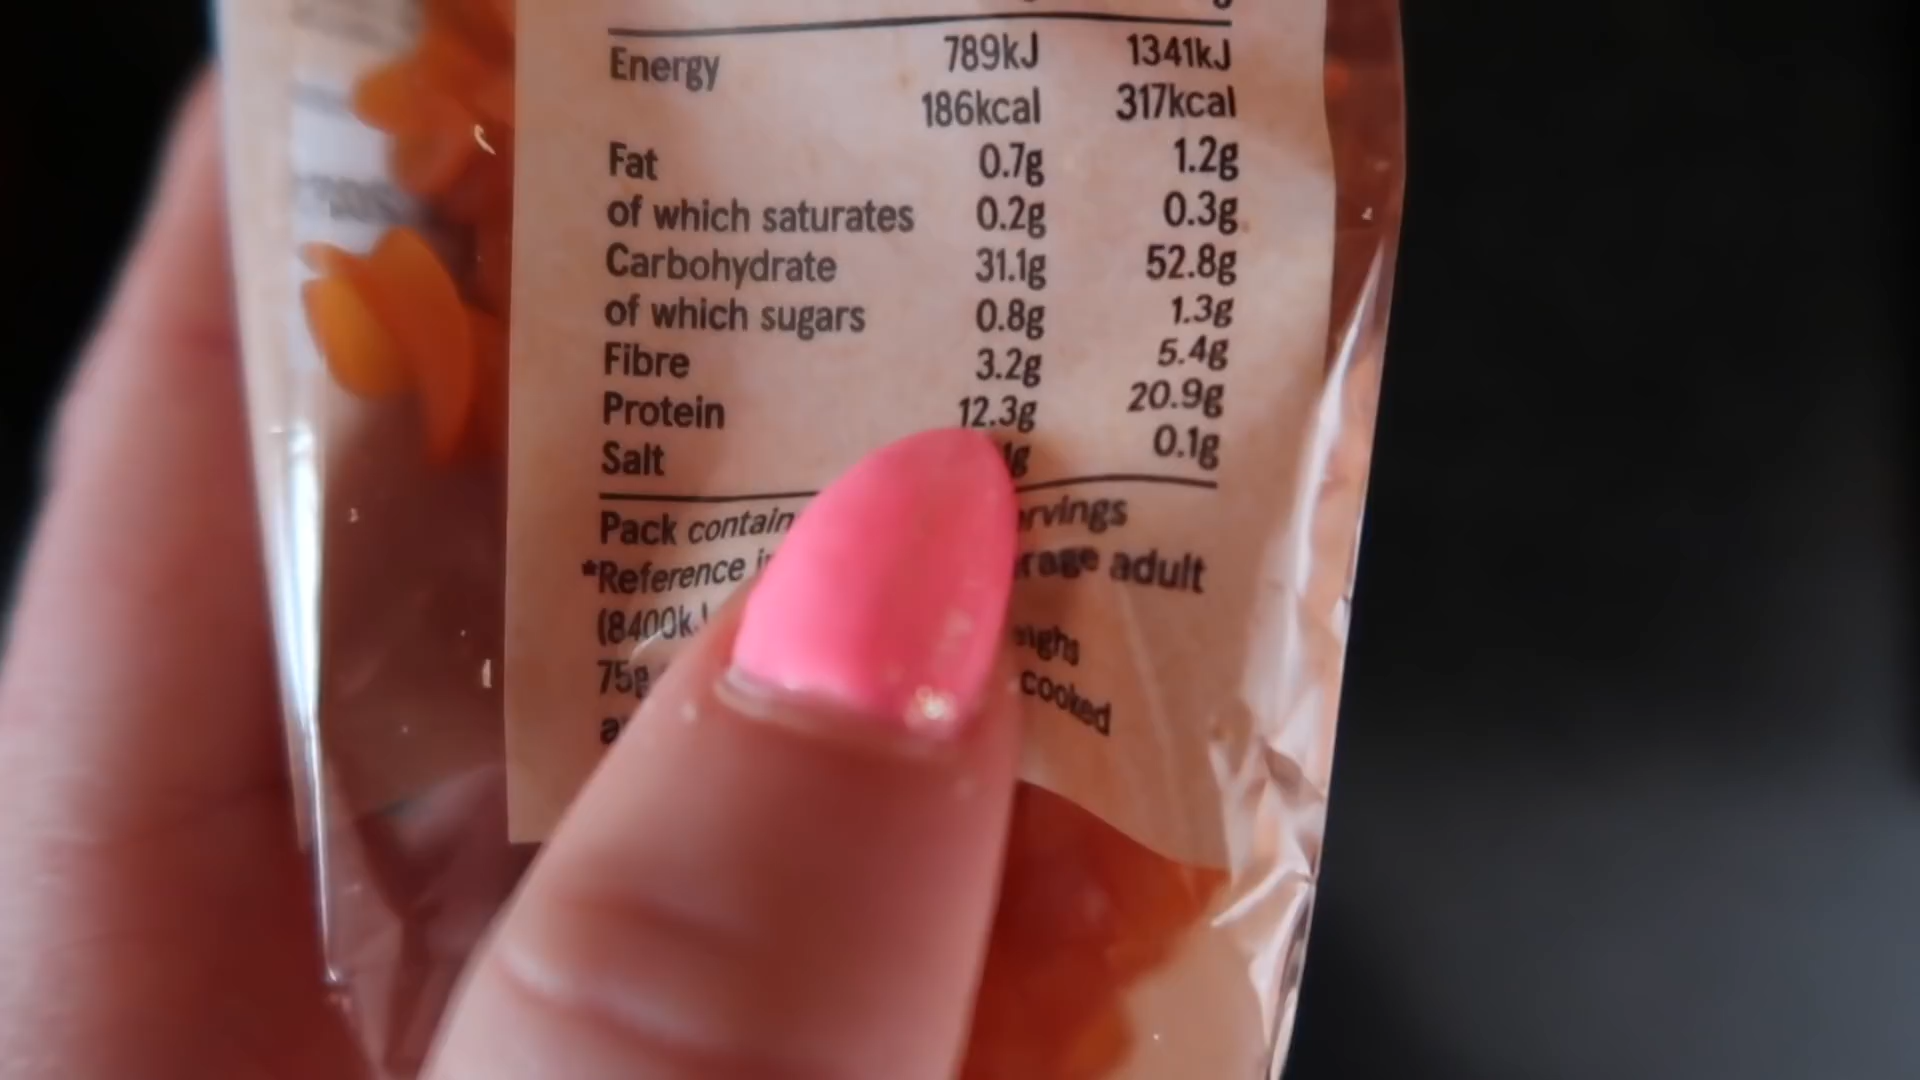 Energy 789kJ 1341kJ
186kcal 317kcal
Fat 0.7g 1.2g
of which saturates 0.2g 0.3g
Carbohydrate 31.1g 52.8g
of which sugars 0.8g 1.3g
Fibre 3.2g 5.4g
Protein 12.3g 20.9g
Salt 0.1g
Pack
*Reference adult
(8400k
75g
cooked